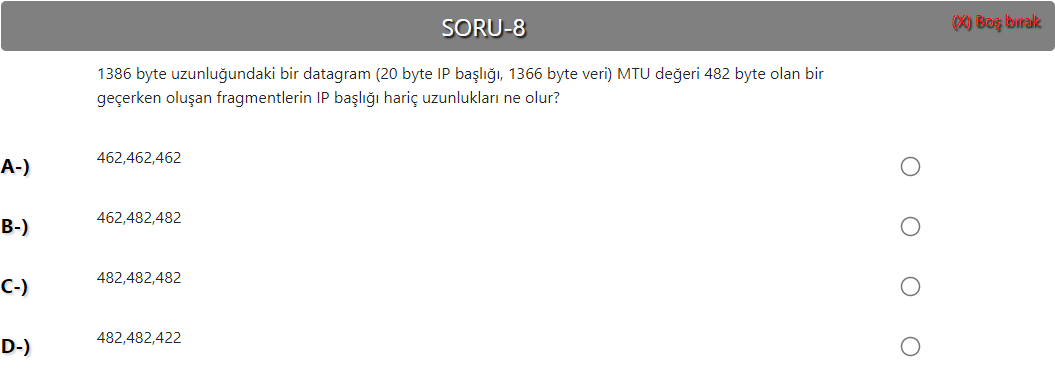 SORU-8
(X) Boş bırak
1386 byte uzunluğundaki bir datagram (20 byte IP başlığı, 1366 byte veri) MTU değeri 482 byte olan bir
geçerken oluşan fragmentlerin IP başlığı hariç uzunlukları ne olur?
A-) 462,462,462
B-) 462,482,482
C-) 482,482,482
D-) 482,482,422